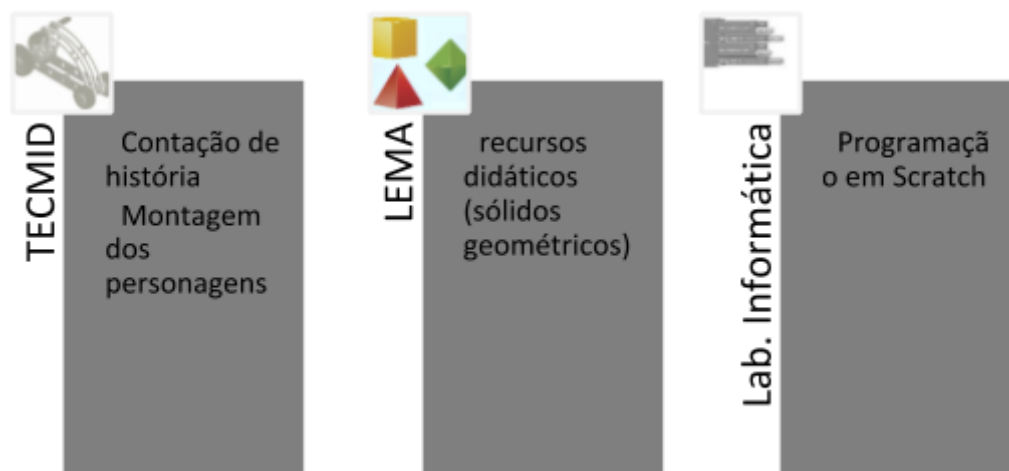 TECMID
Contação de
história
Montagem
dos
personagens
LEMA
recursos
didáticos
(sólidos
geométricos)
Lab. Informática
Programaçã
o em Scratch